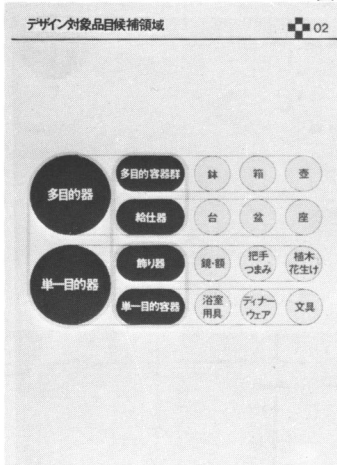 デザイン対象品目候補領域
02
多目的器
多目的容器群
鉢
箱
壺
給仕器
台
盆
座
単一目的器
飾り器
鏡・額
把手
つまみ
植木
花生け
単一目的容器
浴室
用具
ディナー
ウェア
文具